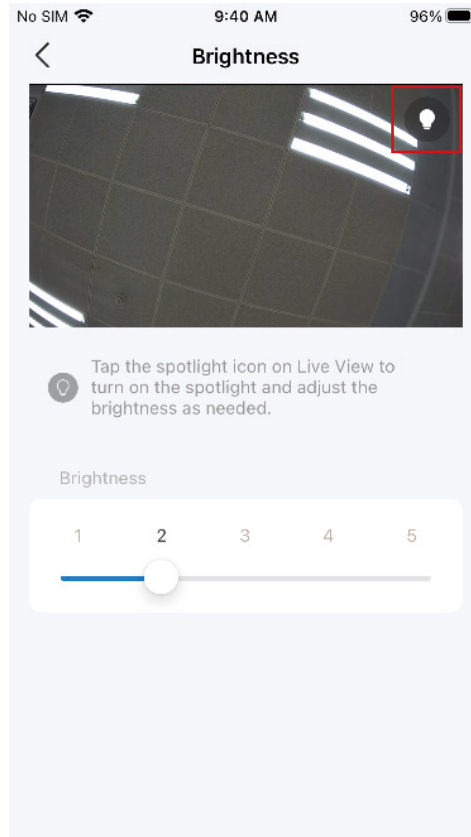 No SIM 9:40 AM 96%
Brightness
Tap the spotlight icon on Live View to
turn on the spotlight and adjust the
brightness as needed.
Brightness
1 2 3 4 5